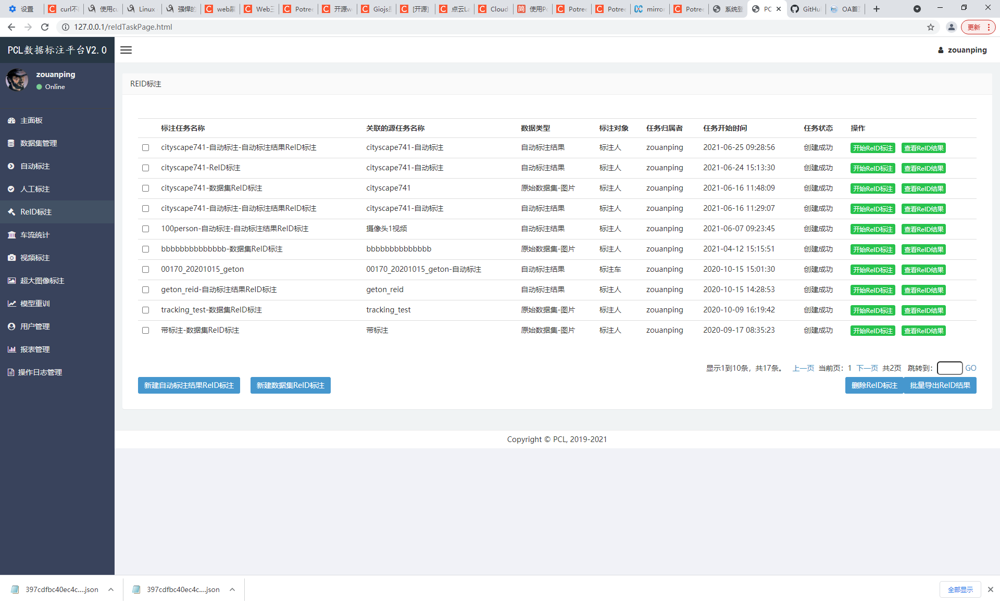 设置 curl不 使用cu Linux 强悍的 web展 Web三 Potree 开源w Giojs是 [开源] 点云La Cloud 使用Po Potree Potree mirror Potree 系统登 PC GitHu OA首页
127.0.0.1/reIdTaskPage.html 更新
PCL数据标注平台V2.0
zouanping
zouanping
Online
REID标注
主面板
数据集管理
自动标注
人工标注
ReID标注
车流统计
视频标注
超大图像标注
模型重训
用户管理
报表管理
操作日志管理
标注任务名称 关联的源任务名称 数据类型 标注对象 任务归属者 任务开始时间 任务状态 操作
cityscape741-自动标注-自动标注结果ReID标注 cityscape741-自动标注 自动标注结果 标注人 zouanping 2021-06-25 09:28:56 创建成功 开始ReID标注 查看ReID结果
cityscape741-ReID标注 cityscape741-自动标注 自动标注结果 标注人 zouanping 2021-06-24 15:13:30 创建成功 开始ReID标注 查看ReID结果
cityscape741-数据集ReID标注 cityscape741 原始数据集-图片 标注人 zouanping 2021-06-16 11:48:09 创建成功 开始ReID标注 查看ReID结果
cityscape741-自动标注-自动标注结果ReID标注 cityscape741-自动标注 自动标注结果 标注人 zouanping 2021-06-16 11:29:07 创建成功 开始ReID标注 查看ReID结果
100person-自动标注-自动标注结果ReID标注 摄像头1视频 自动标注结果 标注人 zouanping 2021-06-07 09:23:45 创建成功 开始ReID标注 查看ReID结果
bbbbbbbbbbbbbb-数据集ReID标注 bbbbbbbbbbbbbb 原始数据集-图片 标注人 zouanping 2021-04-12 15:15:51 创建成功 开始ReID标注 查看ReID结果
00170_20201015_geton 00170_20201015_geton-自动标注 自动标注结果 标注车 zouanping 2020-10-15 15:01:30 创建成功 开始ReID标注 查看ReID结果
geton_reid-自动标注结果ReID标注 geton_reid 自动标注结果 标注人 zouanping 2020-10-15 14:28:53 创建成功 开始ReID标注 查看ReID结果
tracking_test-数据集ReID标注 tracking_test 原始数据集-图片 标注人 zouanping 2020-10-09 16:19:42 创建成功 开始ReID标注 查看ReID结果
带标注-数据集ReID标注 带标注 原始数据集-图片 标注人 zouanping 2020-09-17 08:35:23 创建成功 开始ReID标注 查看ReID结果
显示1到10条，共17条。 上一页 当前页：1 下一页 共2页 跳转到： GO
新建自动标注结果ReID标注 新建数据集ReID标注 删除ReID标注 批量导出ReID结果
Copyright © PCL, 2019-2021
397cdfbc40ec4c....json 397cdfbc40ec4c....json 全部显示